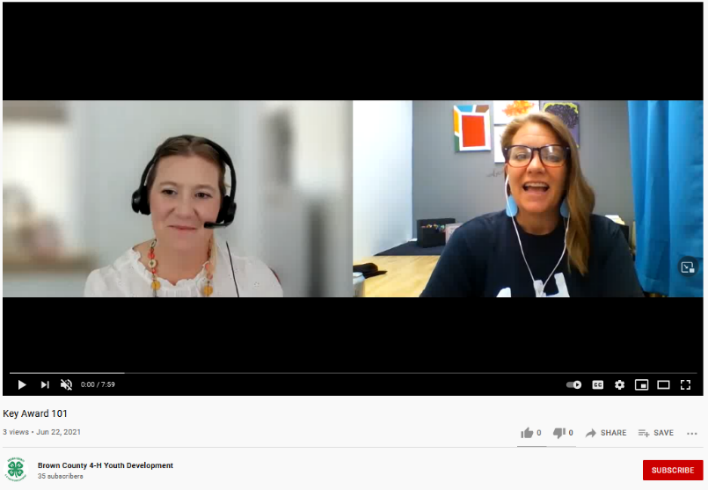 0:00 / 7:59
CC
Key Award 101
3 views • Jun 22, 2021
0
0
SHARE
SAVE
Brown County 4-H Youth Development
35 subscribers
SUBSCRIBE